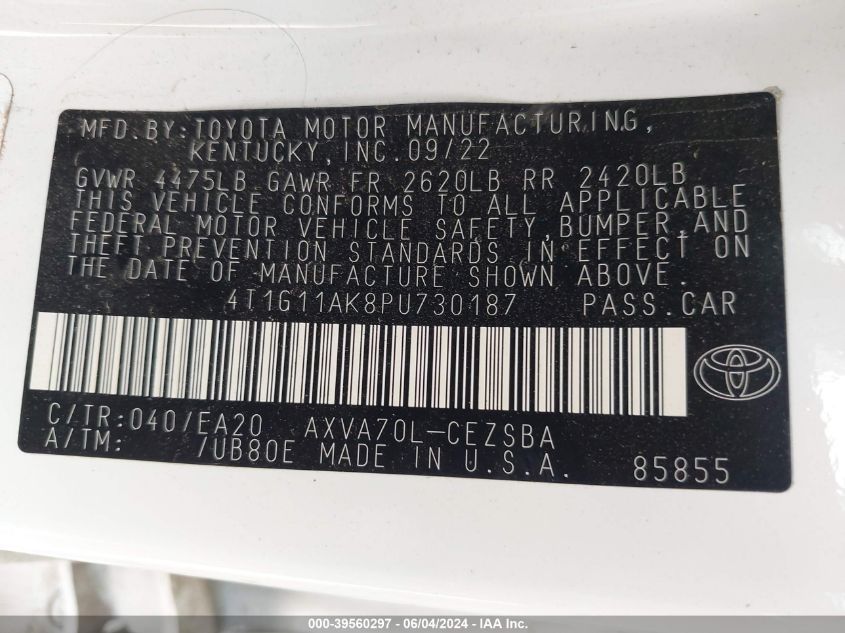 MFD.BY:TOYOTA MOTOR MANUFACTURING,
KENTUCKY,INC.09/22
GVWR 4475LB GAWR FR 2620LB RR 2420LB
THIS VEHICLE CONFORMS TO ALL APPLICABLE
FEDERAL MOTOR VEHICLE SAFETY,BUMPER,AND
THEFT PREVENTION STANDARDS IN EFFECT ON
THE DATE OF MANUFACTURE SHOWN ABOVE.
4T1G11AK8PU730187 PASS.CAR
C/TR:040/EA20 AXVA70L-CEZSBA
A/TM: /UB80E MADE IN U.S.A. 85855
000-39560297 - 06/04/2024 - IAA Holdings, LLC.